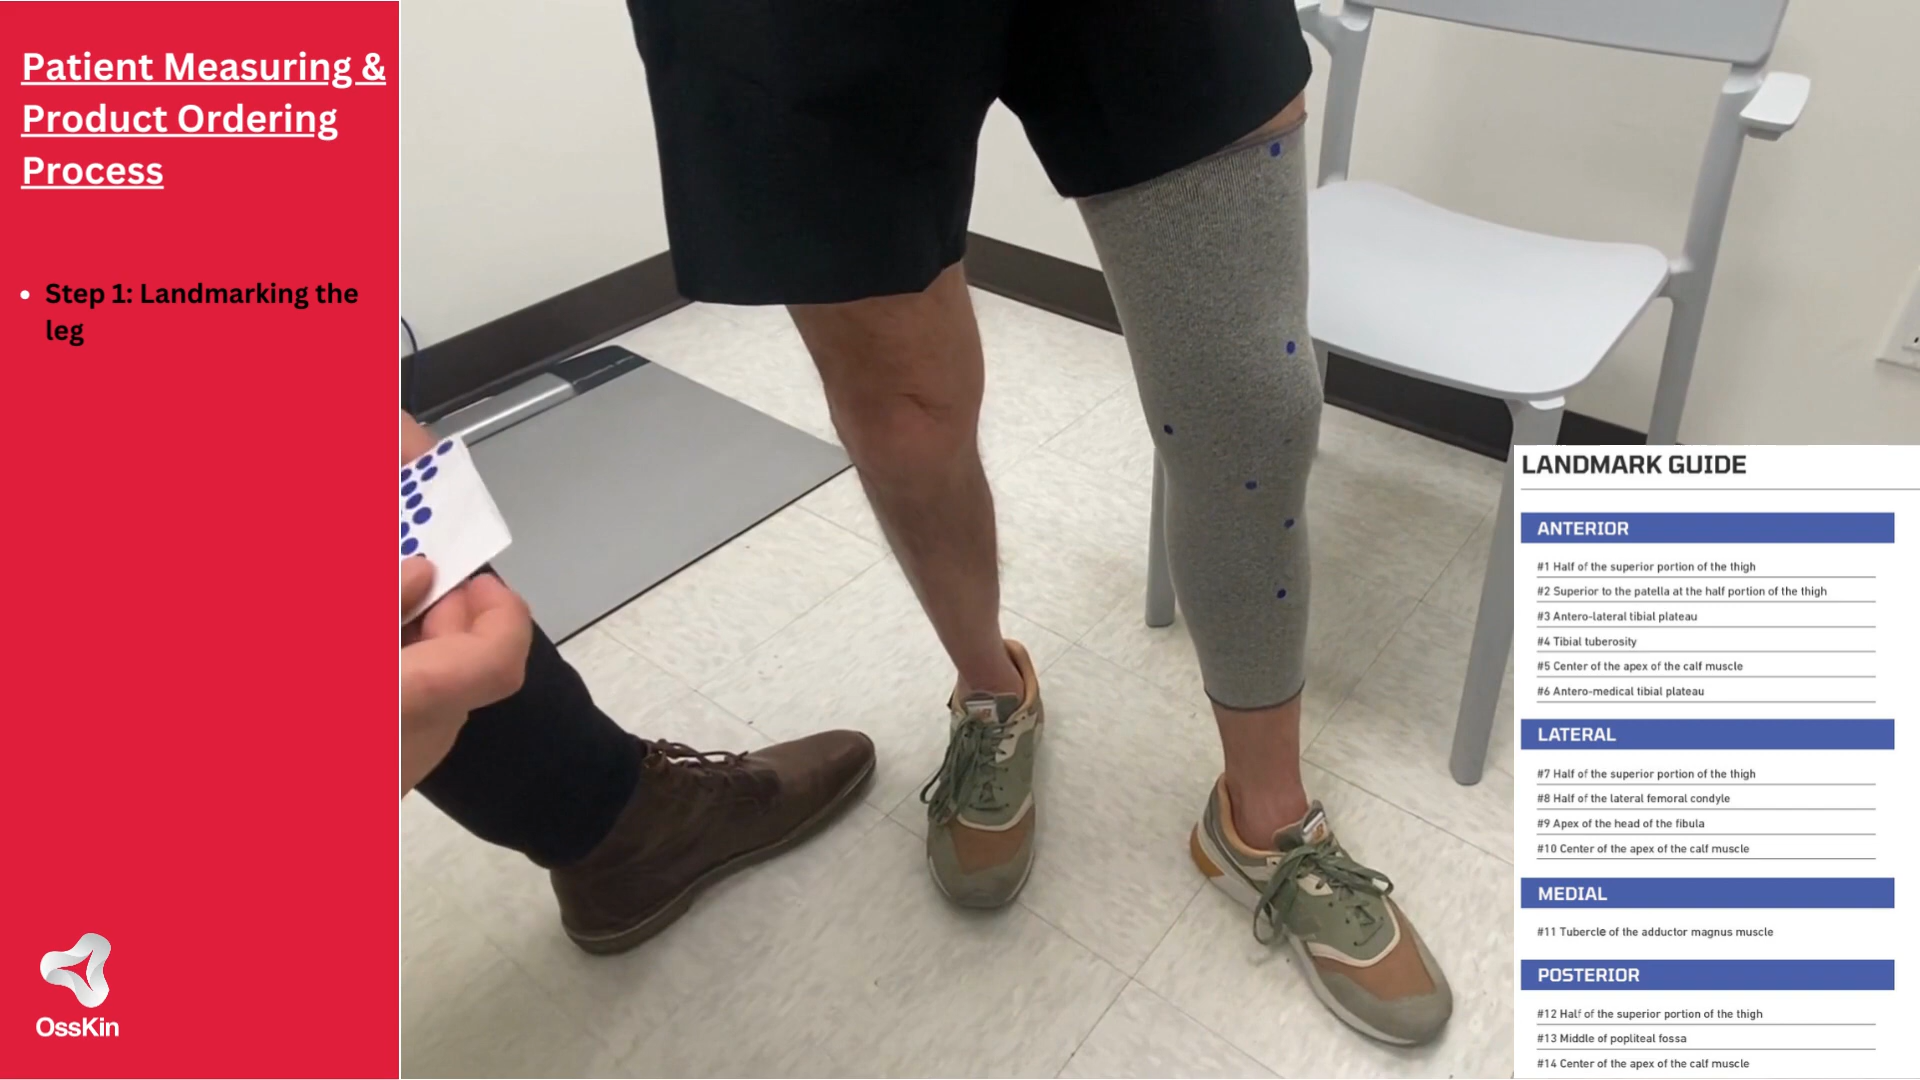 Patient Measuring &
Product Ordering
Process
• Step 1: Landmarking the
leg
OssKin
LANDMARK GUIDE
ANTERIOR
#1 Half of the superior portion of the thigh
#2 Superior to the patella at the half portion of the thigh
#3 Antero-lateral tibial plateau
#4 Tibial tuberosity
#5 Center of the apex of the calf muscle
#6 Antero-medical tibial plateau
LATERAL
#7 Half of the superior portion of the thigh
#8 Half of the lateral femoral condyle
#9 Apex of the head of the fibula
#10 Center of the apex of the calf muscle
MEDIAL
#11 Tubercle of the adductor magnus muscle
POSTERIOR
#12 Half of the superior portion of the thigh
#13 Middle of popliteal fossa
#14 Center of the apex of the calf muscle